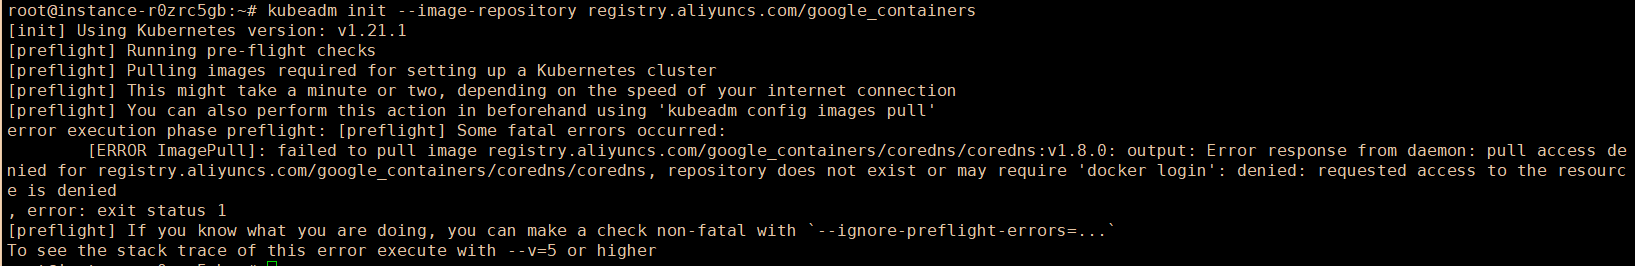 root@instance-r0zrc5gb:~# kubeadm init --image-repository registry.aliyuncs.com/google_containers
[init] Using Kubernetes version: v1.21.1
[preflight] Running pre-flight checks
[preflight] Pulling images required for setting up a Kubernetes cluster
[preflight] This might take a minute or two, depending on the speed of your internet connection
[preflight] You can also perform this action in beforehand using 'kubeadm config images pull'
error execution phase preflight: [preflight] Some fatal errors occurred:
        [ERROR ImagePull]: failed to pull image registry.aliyuncs.com/google_containers/coredns/coredns:v1.8.0: output: Error response from daemon: pull access de
nied for registry.aliyuncs.com/google_containers/coredns/coredns, repository does not exist or may require 'docker login': denied: requested access to the resourc
e is denied
, error: exit status 1
[preflight] If you know what you are doing, you can make a check non-fatal with `--ignore-preflight-errors=...`
To see the stack trace of this error execute with --v=5 or higher